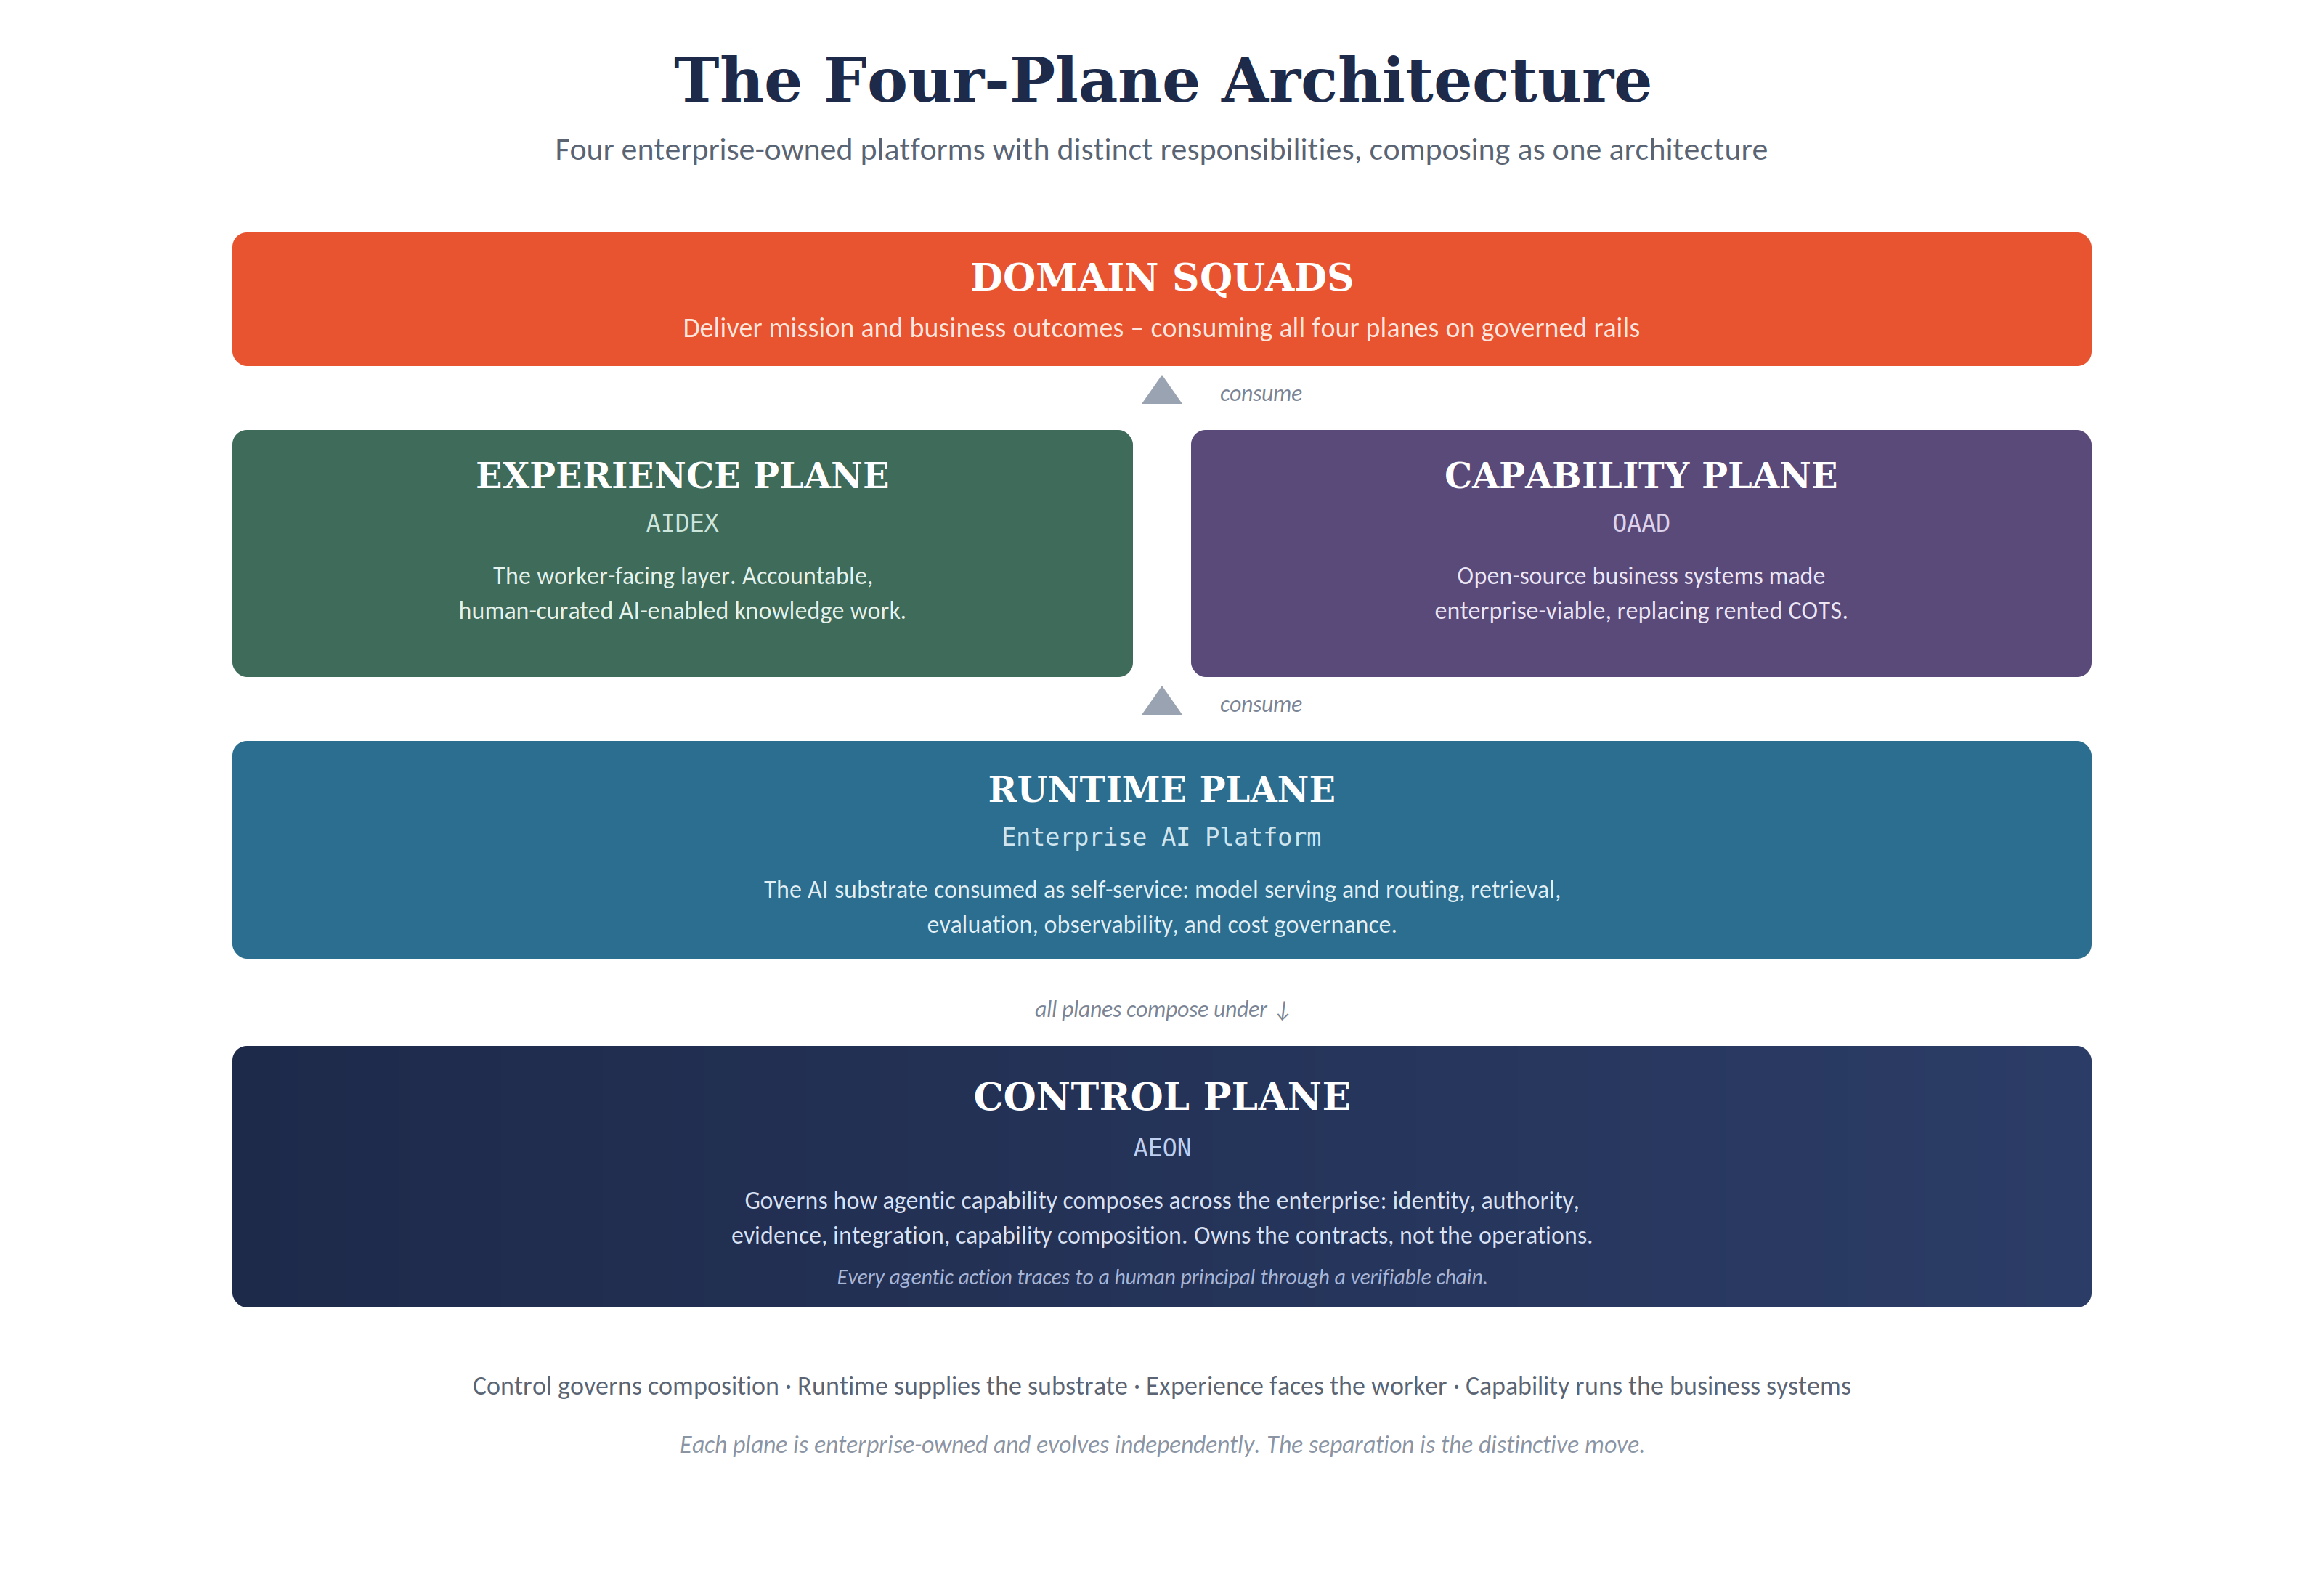 The Four-Plane Architecture
Four enterprise-owned platforms with distinct responsibilities, composing as one architecture
DOMAIN SQUADS
Deliver mission and business outcomes – consuming all four planes on governed rails
consume
EXPERIENCE PLANE
AIDEX
The worker-facing layer. Accountable,
human-curated AI-enabled knowledge work.
CAPABILITY PLANE
OAAD
Open-source business systems made
enterprise-viable, replacing rented COTS.
consume
RUNTIME PLANE
Enterprise AI Platform
The AI substrate consumed as self-service: model serving and routing, retrieval,
evaluation, observability, and cost governance.
all planes compose under ↓
CONTROL PLANE
AEON
Governs how agentic capability composes across the enterprise: identity, authority,
evidence, integration, capability composition. Owns the contracts, not the operations.
Every agentic action traces to a human principal through a verifiable chain.
Control governs composition · Runtime supplies the substrate · Experience faces the worker · Capability runs the business systems
Each plane is enterprise-owned and evolves independently. The separation is the distinctive move.